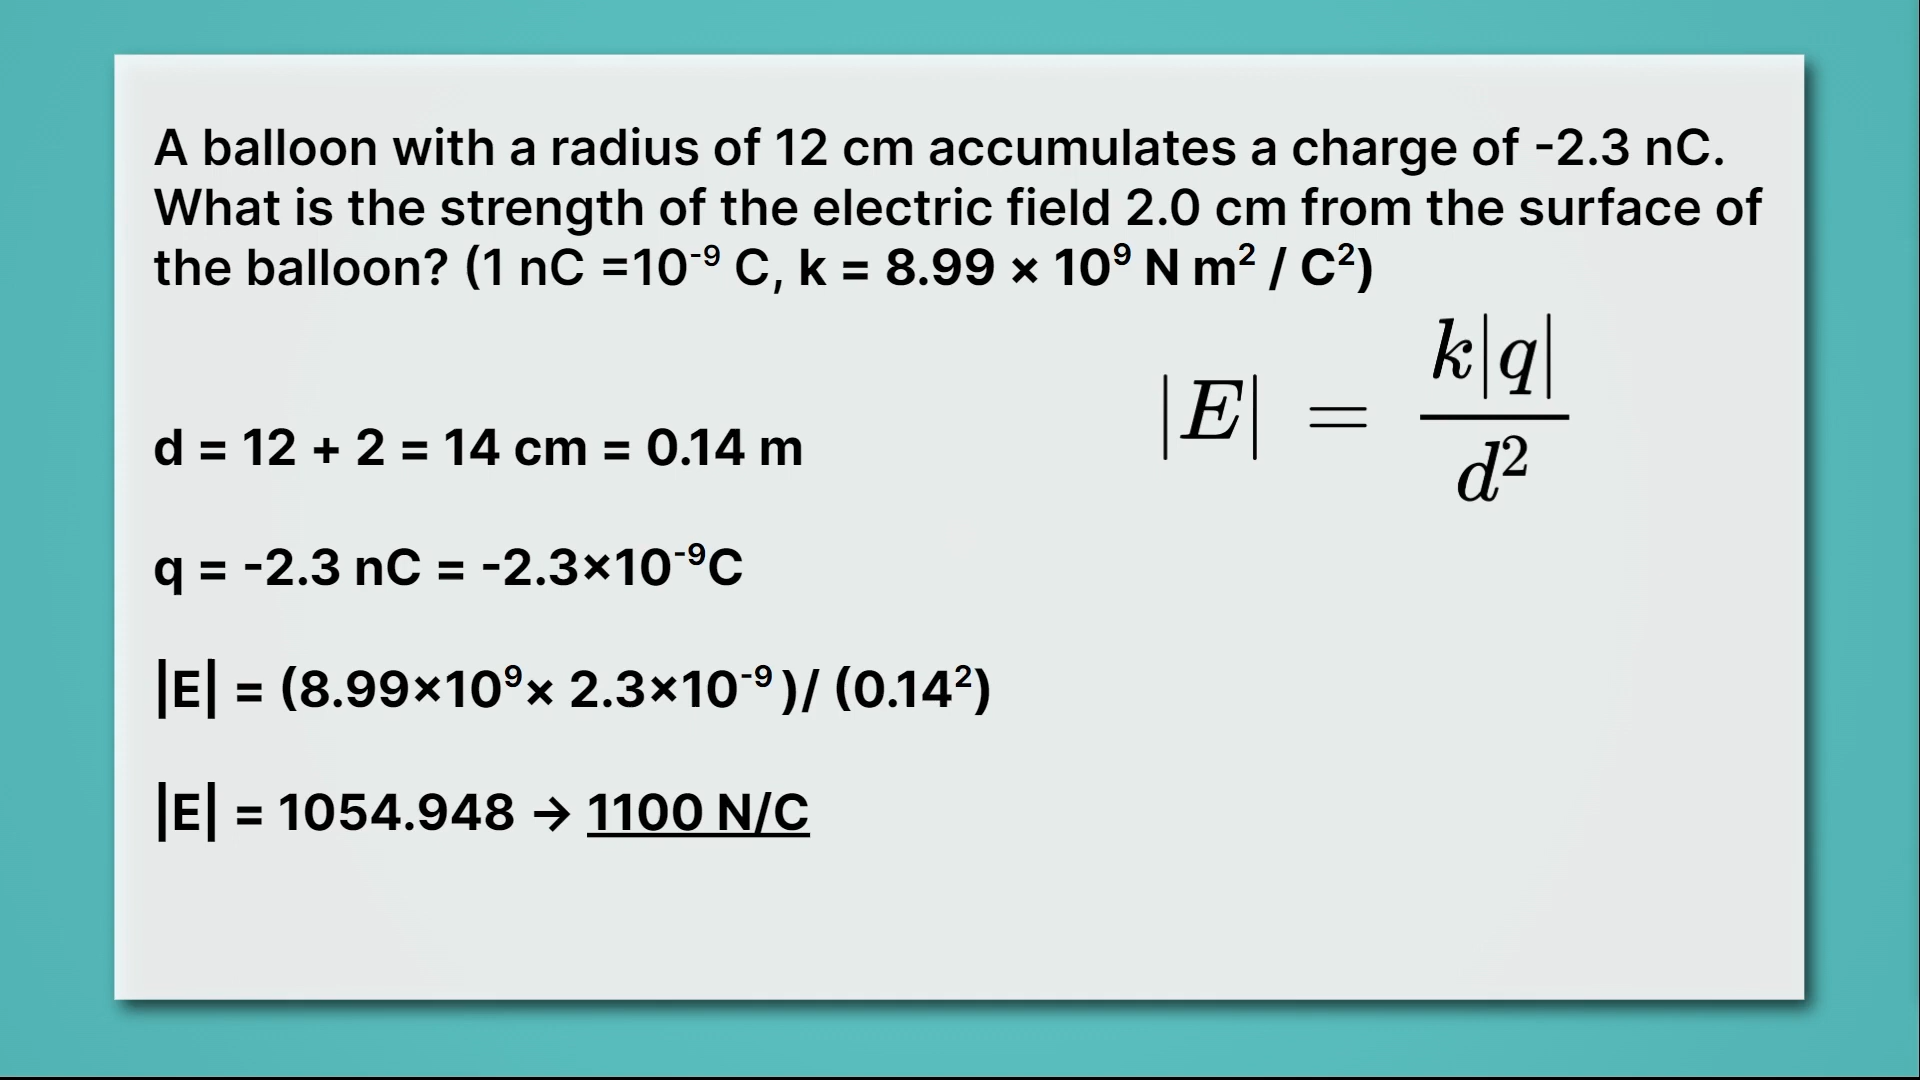 A balloon with a radius of 12 cm accumulates a charge of -2.3 nC.
What is the strength of the electric field 2.0 cm from the surface of
the balloon? (1 nC =10⁻⁹ C, k = 8.99 × 10⁹ N m² / C²)
|E| = k|q| / d²
d = 12 + 2 = 14 cm = 0.14 m
q = -2.3 nC = -2.3×10⁻⁹C
|E| = (8.99×10⁹× 2.3×10⁻⁹ )/ (0.14²)
|E| = 1054.948 → 1100 N/C